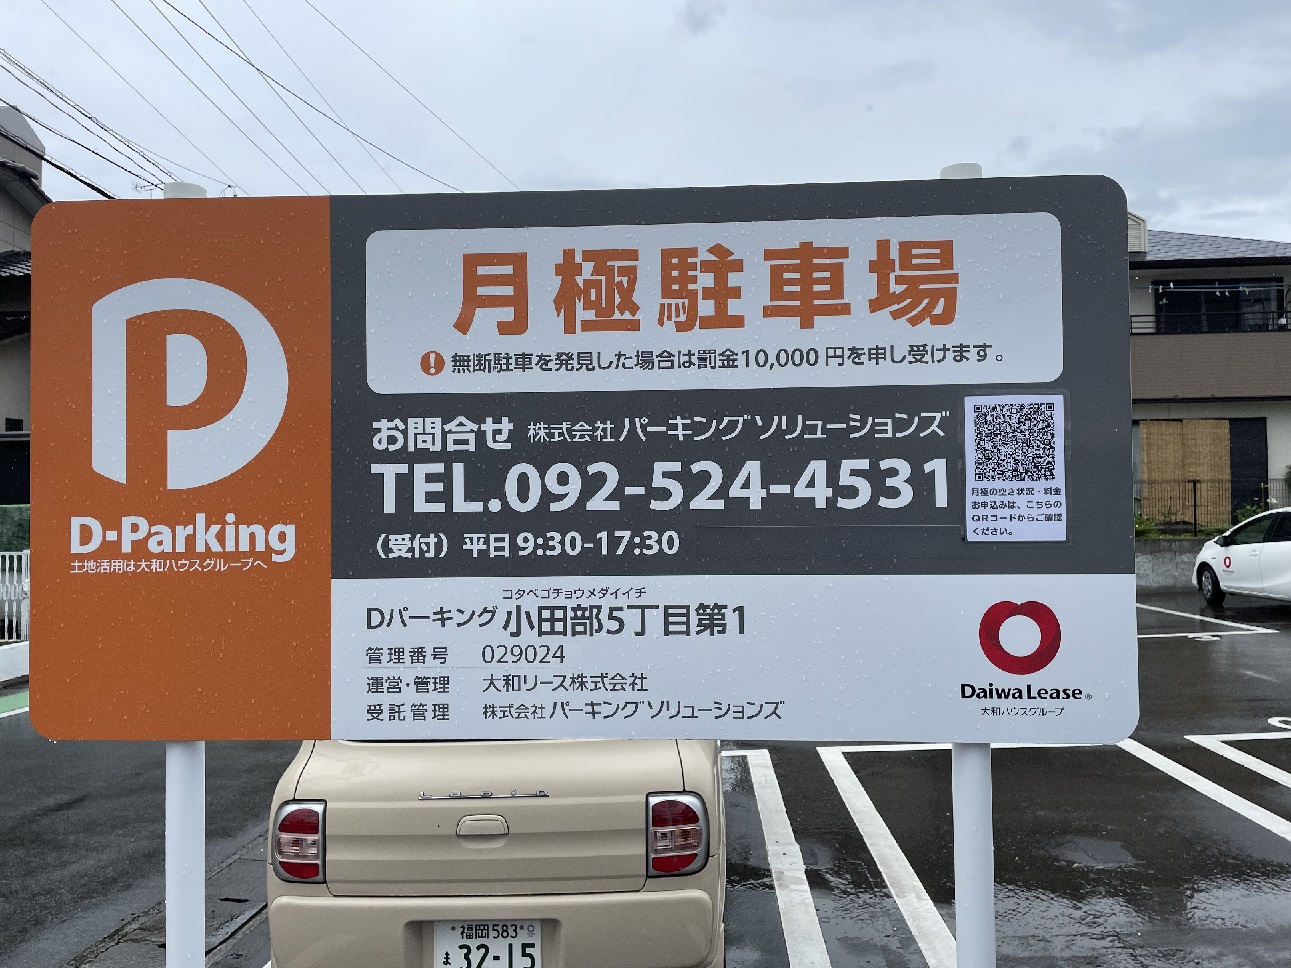 月極駐車場
! 無断駐車を発見した場合は罰金10,000円を申し受けます。
お問合せ 株式会社パーキングソリューションズ
TEL.092-524-4531
(受付) 平日9:30-17:30
月極の空き状況・料金
お申込みは、こちらの
QRコードからご確認
ください。
P
D-Parking
土地活用は大和ハウスグループへ
コタベゴチョウメダイイチ
Dパーキング 小田部5丁目第1
管理番号 029024
運営・管理 大和リース株式会社
受託管理 株式会社パーキングソリューションズ
Daiwa Lease®
大和ハウスグループ
Lapin
福岡 583
ま 32-15